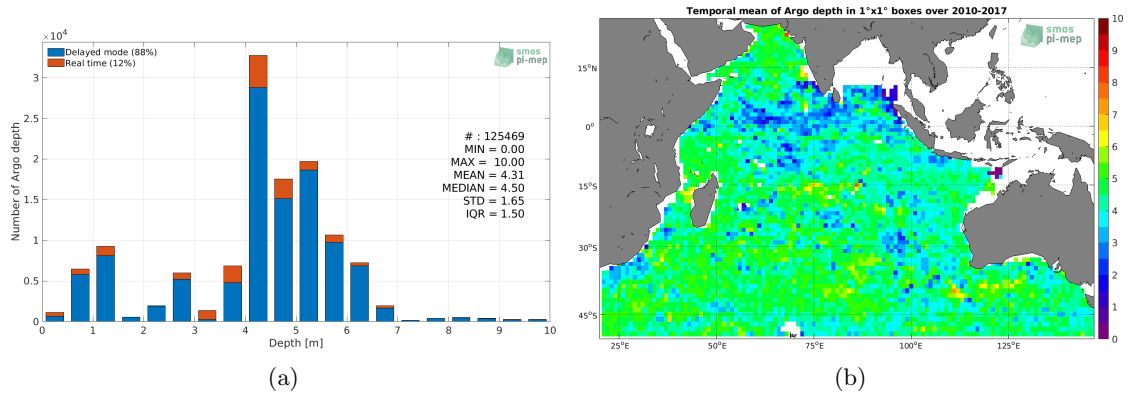 Temporal mean of Argo depth in 1°x1° boxes over 2010-2017
×10⁴
Delayed mode (88%)
Real time (12%)
smos
pi-mep
# : 125469
MIN = 0.00
MAX = 10.00
MEAN = 4.31
MEDIAN = 4.50
STD = 1.65
IQR = 1.50
Number of Argo depth
3
2.5
2
1.5
1
0.5
0
0 1 2 3 4 5 6 7 8 9 10
Depth [m]
(a)
smos
pi-mep
15°N
0°
15°S
30°S
45°S
25°E 50°E 75°E 100°E 125°E
10
9
8
7
6
5
4
3
2
1
0
(b)